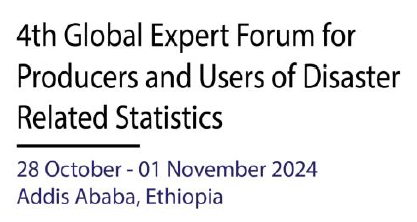 4th Global Expert Forum for
Producers and Users of Disaster
Related Statistics
28 October - 01 November 2024
Addis Ababa, Ethiopia